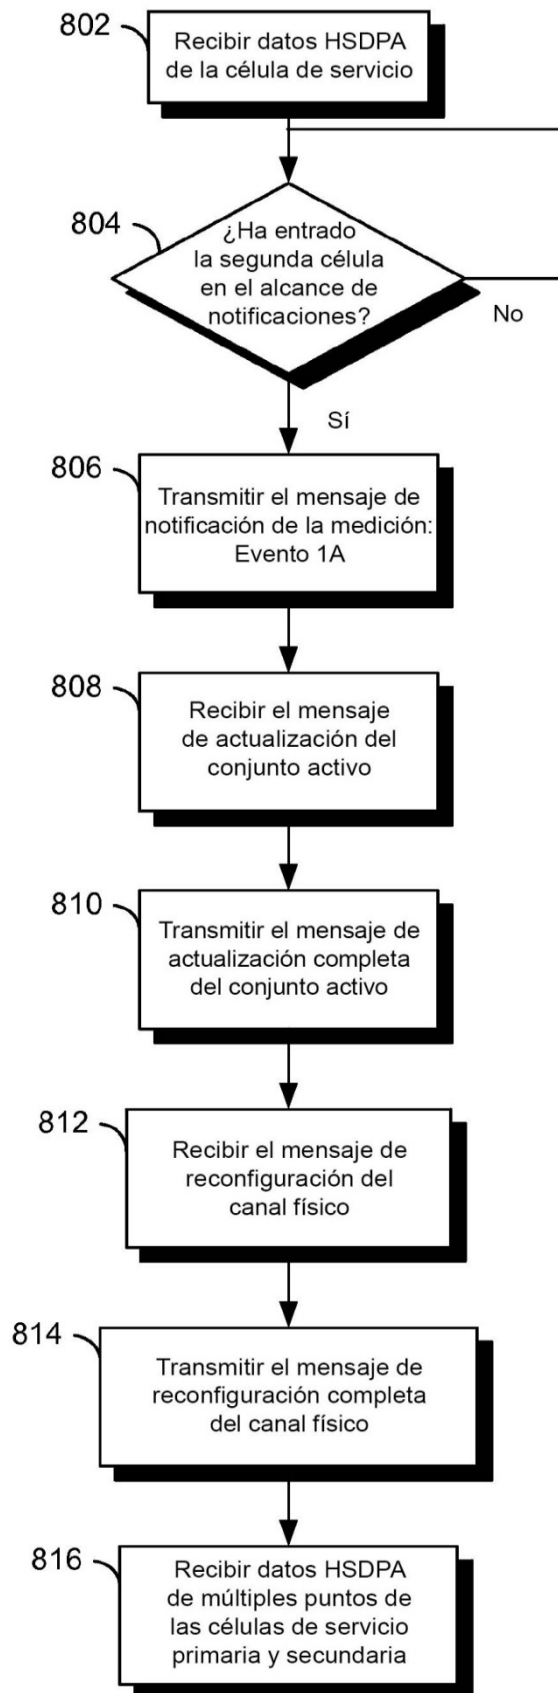 802
Recibir datos HSDPA
de la célula de servicio
804
¿Ha entrado
la segunda célula
en el alcance de
notificaciones?
No
Sí
806
Transmitir el mensaje de
notificación de la medición:
Evento 1A
808
Recibir el mensaje
de actualización del
conjunto activo
810
Transmitir el mensaje de
actualización completa
del conjunto activo
812
Recibir el mensaje de
reconfiguración del
canal físico
814
Transmitir el mensaje de
reconfiguración completa
del canal físico
816
Recibir datos HSDPA
de múltiples puntos de
las células de servicio
primaria y secundaria